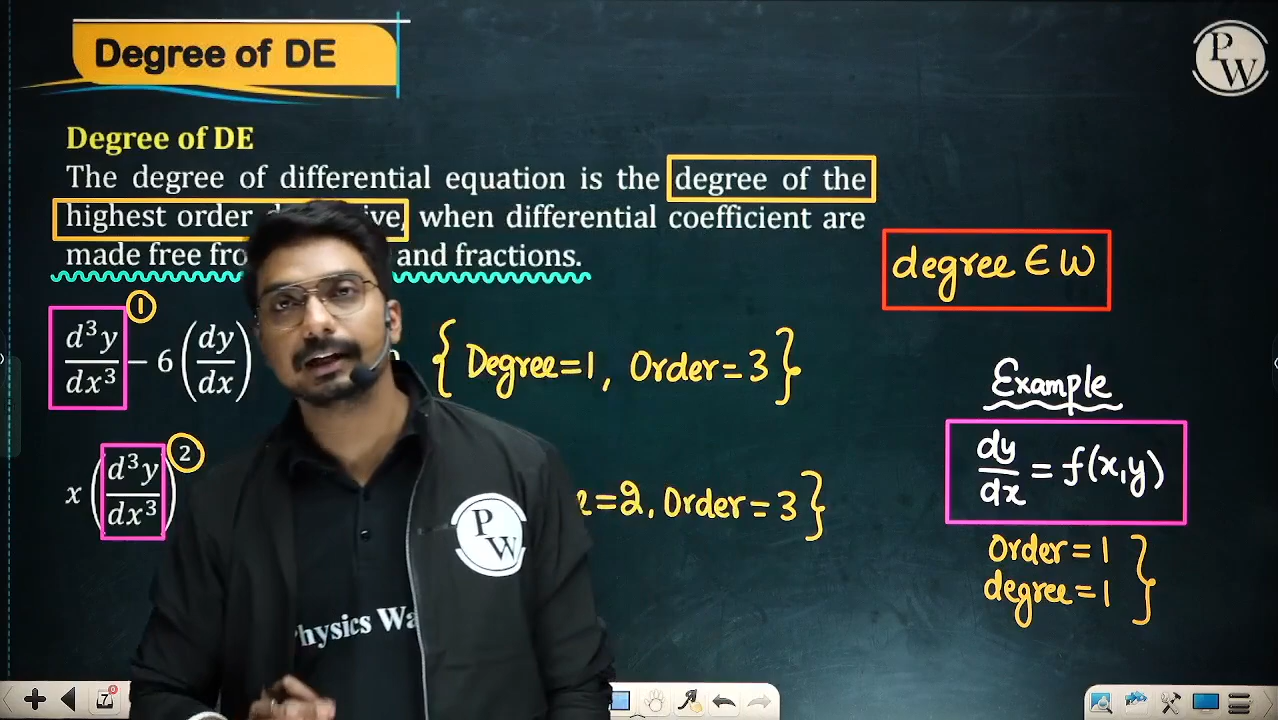 Degree of DE
PW
Degree of DE
The degree of differential equation is the degree of the
highest order, when differential coefficient are
made free and fractions.
degree ∈ W
①
d³y/dx³ − 6 (dy/dx)
{ Degree=1, Order=3 }
Example
dy/dx = f(x,y)
②
x (d³y/dx³)
=2, Order=3 }
Order=1
degree=1 }
PW
Physics Wa
7